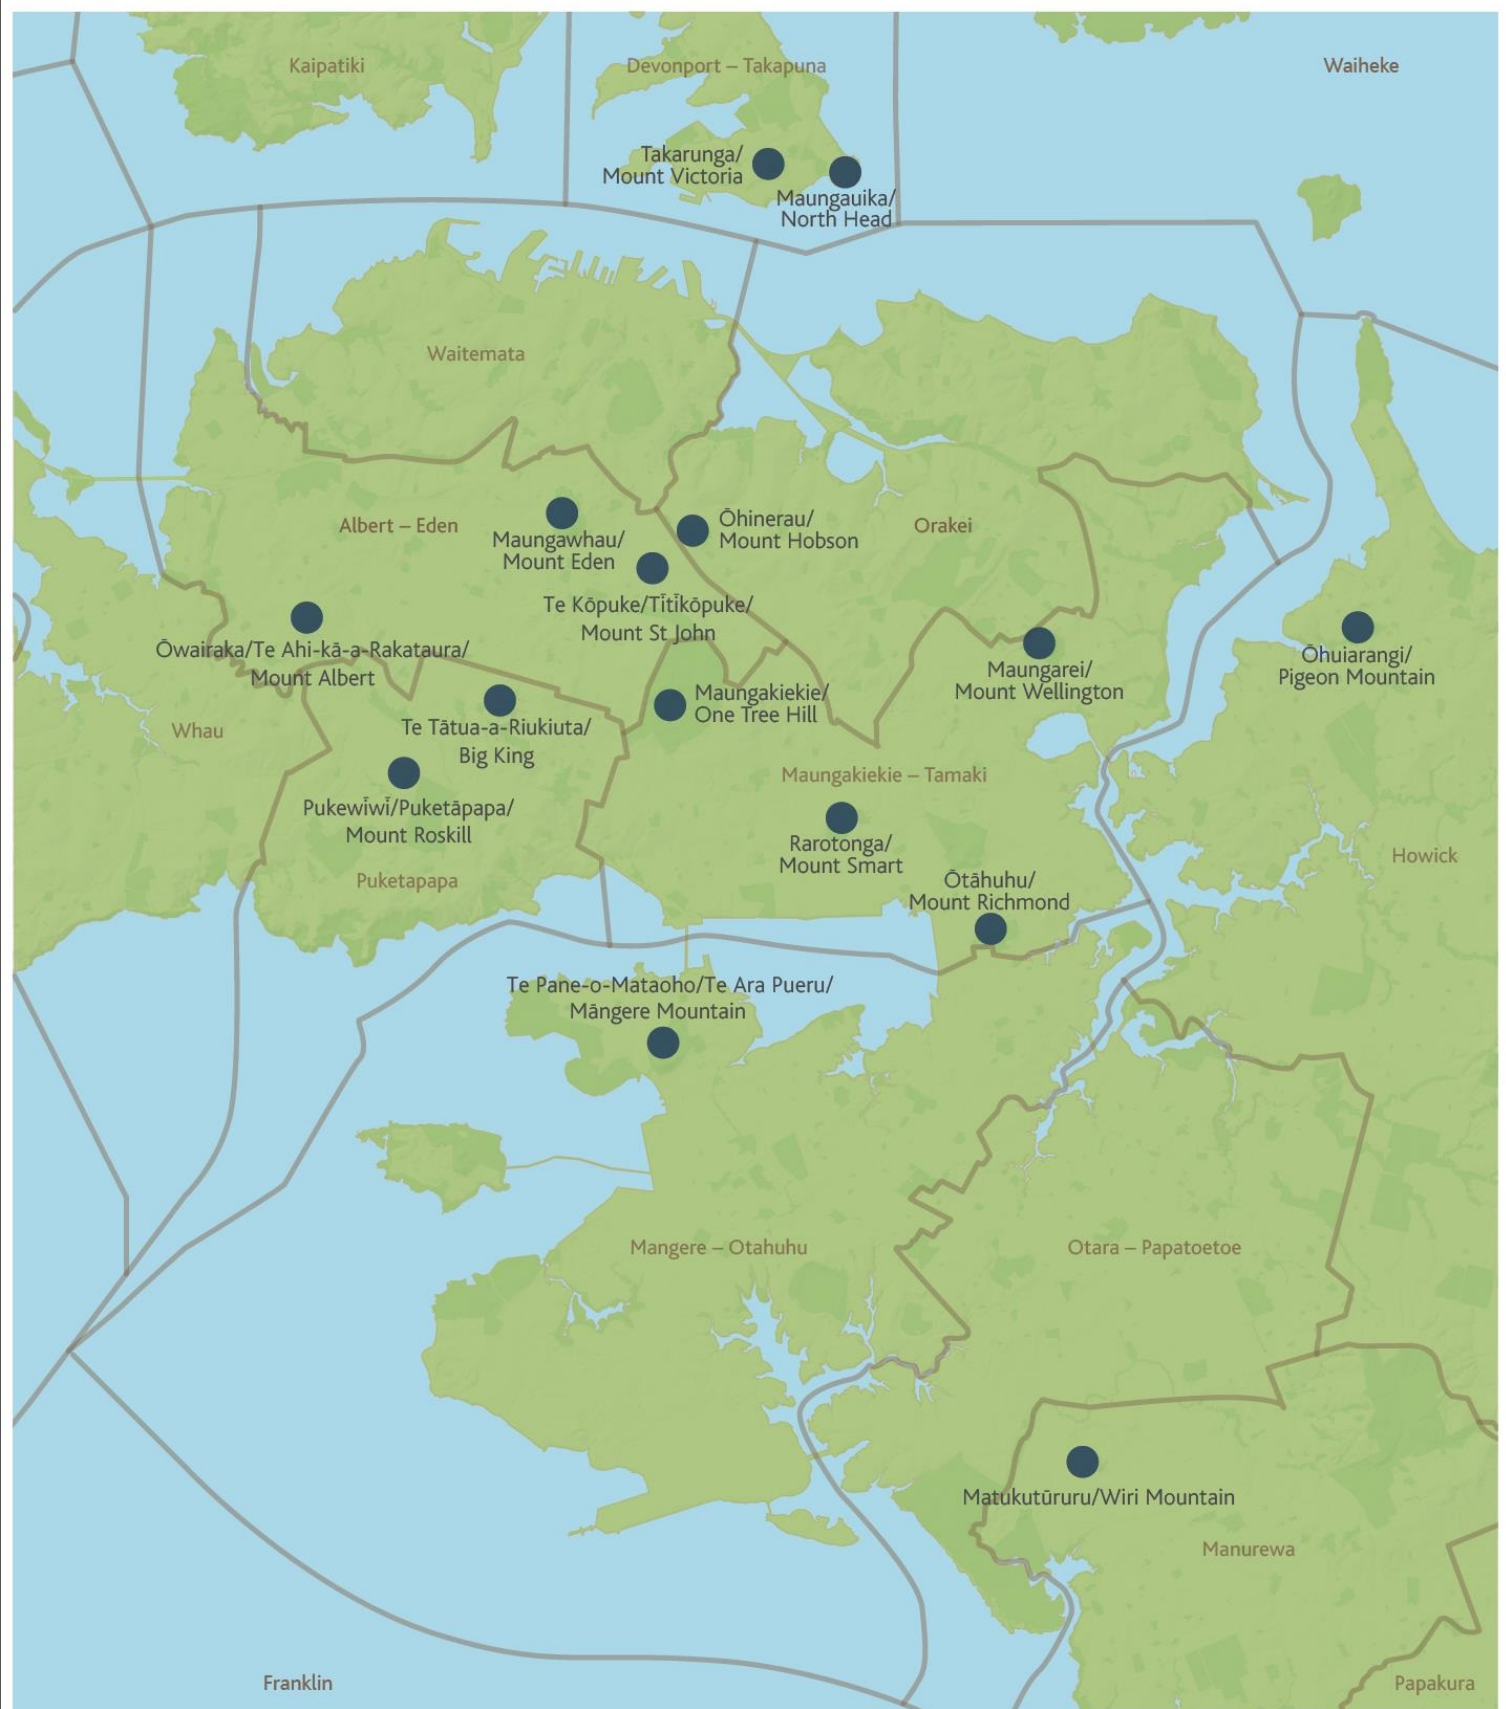 Kaipatiki
Devonport – Takapuna
Waiheke
Takarunga/
Mount Victoria
Maungauika/
North Head
Waitemata
Albert – Eden
Maungawhau/
Mount Eden
Ōhinerau/
Mount Hobson
Orakei
Te Kōpuke/Tītīkōpuke/
Mount St John
Ōwairaka/Te Ahi-kā-a-Rakataura/
Mount Albert
Maungarei/
Mount Wellington
Ōhuiarangi/
Pigeon Mountain
Whau
Te Tātua-a-Riukiuta/
Big King
Maungakiekie/
One Tree Hill
Maungakiekie – Tamaki
Pukewīwī/Puketāpapa/
Mount Roskill
Rarotonga/
Mount Smart
Howick
Puketapapa
Ōtāhuhu/
Mount Richmond
Te Pane-o-Mataoho/Te Ara Pueru/
Māngere Mountain
Mangere – Otahuhu
Otara – Papatoetoe
Matukutūruru/Wiri Mountain
Manurewa
Franklin
Papakura